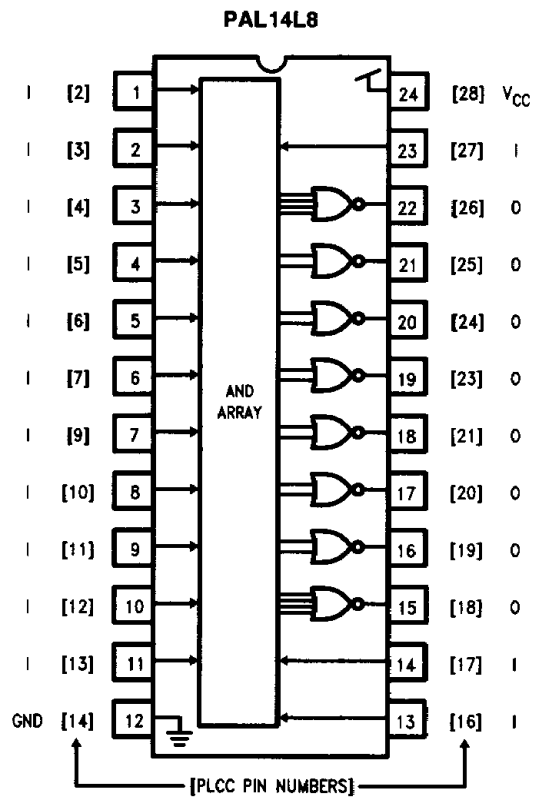 PAL14L8
I [2] 1 24 [28] VCC
I [3] 2 23 [27] I
I [4] 3 22 [26] O
I [5] 4 21 [25] O
I [6] 5 20 [24] O
I [7] 6 19 [23] O
AND
ARRAY
I [9] 7 18 [21] O
I [10] 8 17 [20] O
I [11] 9 16 [19] O
I [12] 10 15 [18] O
I [13] 11 14 [17] I
GND [14] 12 13 [16] I
[PLCC PIN NUMBERS]